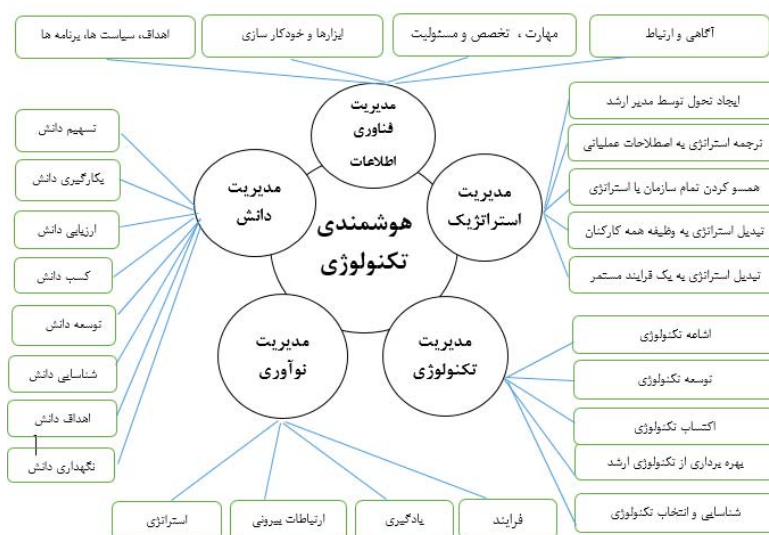 آگاهی و ارتباط
مهارت ، تخصص و مسئولیت
ابزارها و خودکار سازی
اهداف، سیاست ها، برنامه ها
مدیریت
فناوری
اطلاعات
مدیریت
استراتژیک
مدیریت
دانش
هوشمندی
تکنولوژی
مدیریت
تکنولوژی
مدیریت
نوآوری
ایجاد تحول توسط مدیر ارشد
ترجمه استراتژی به اصطلاحات عملیاتی
همسو کردن تمام سازمان با استراتژی
تبدیل استراتژی به وظیفه همه کارکنان
تبدیل استراتژی به یک فرایند مستمر
اشاعه تکنولوژی
توسعه تکنولوژی
اکتساب تکنولوژی
بهره برداری از تکنولوژی ارشد
شناسایی و انتخاب تکنولوژی
تسهیم دانش
بکارگیری دانش
ارزیابی دانش
کسب دانش
توسعه دانش
شناسایی دانش
اهداف دانش
نگهداری دانش
فرایند
یادگیری
ارتباطات بیرونی
استراتژی